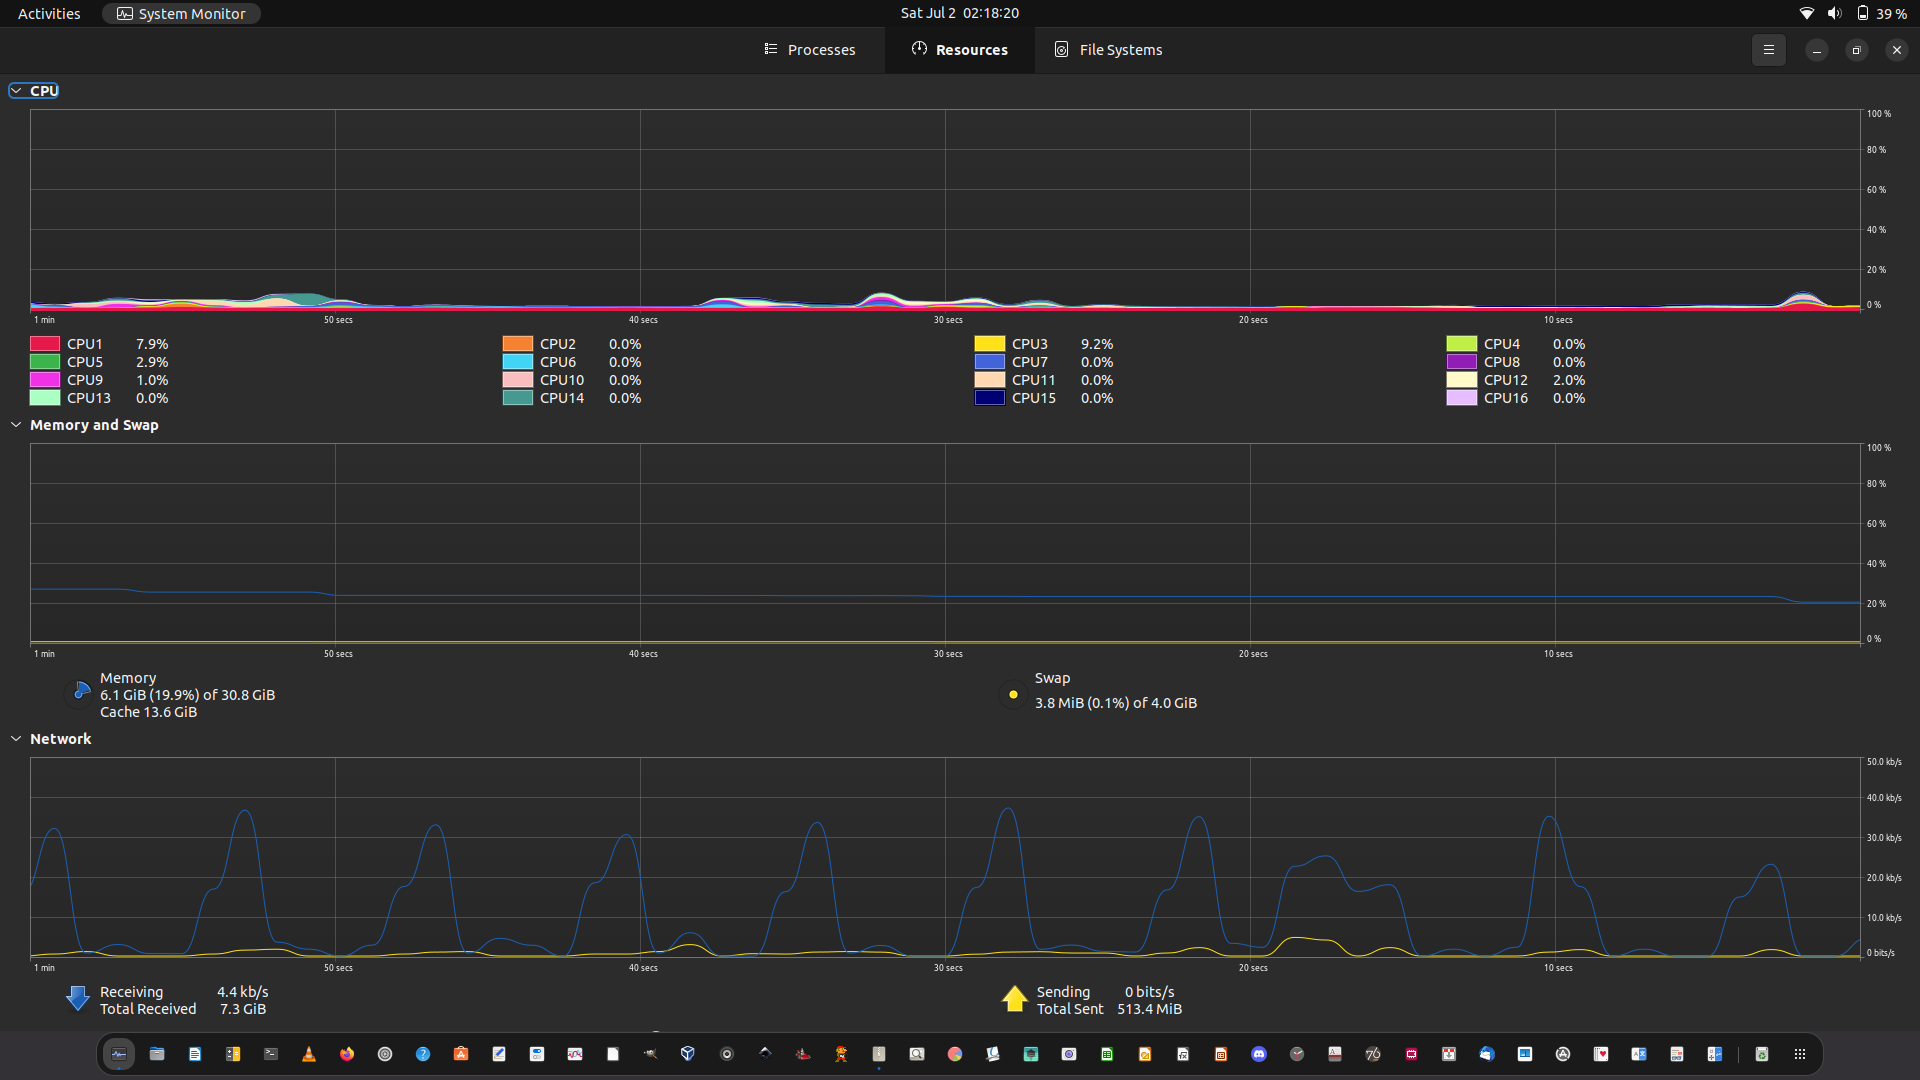 Activities System Monitor Sat Jul 2 02:18:20 39 %
Processes Resources File Systems
CPU
100 %
80 %
60 %
40 %
20 %
0 %
1 min 50 secs 40 secs 30 secs 20 secs 10 secs
CPU1 7.9% CPU2 0.0% CPU3 9.2% CPU4 0.0%
CPU5 2.9% CPU6 0.0% CPU7 0.0% CPU8 0.0%
CPU9 1.0% CPU10 0.0% CPU11 0.0% CPU12 2.0%
CPU13 0.0% CPU14 0.0% CPU15 0.0% CPU16 0.0%
Memory and Swap
100 %
80 %
60 %
40 %
20 %
0 %
1 min 50 secs 40 secs 30 secs 20 secs 10 secs
Memory Swap
6.1 GiB (19.9%) of 30.8 GiB 3.8 MiB (0.1%) of 4.0 GiB
Cache 13.6 GiB
Network
50.0 kb/s
40.0 kb/s
30.0 kb/s
20.0 kb/s
10.0 kb/s
0 bits/s
1 min 50 secs 40 secs 30 secs 20 secs 10 secs
Receiving 4.4 kb/s Sending 0 bits/s
Total Received 7.3 GiB Total Sent 513.4 MiB
76